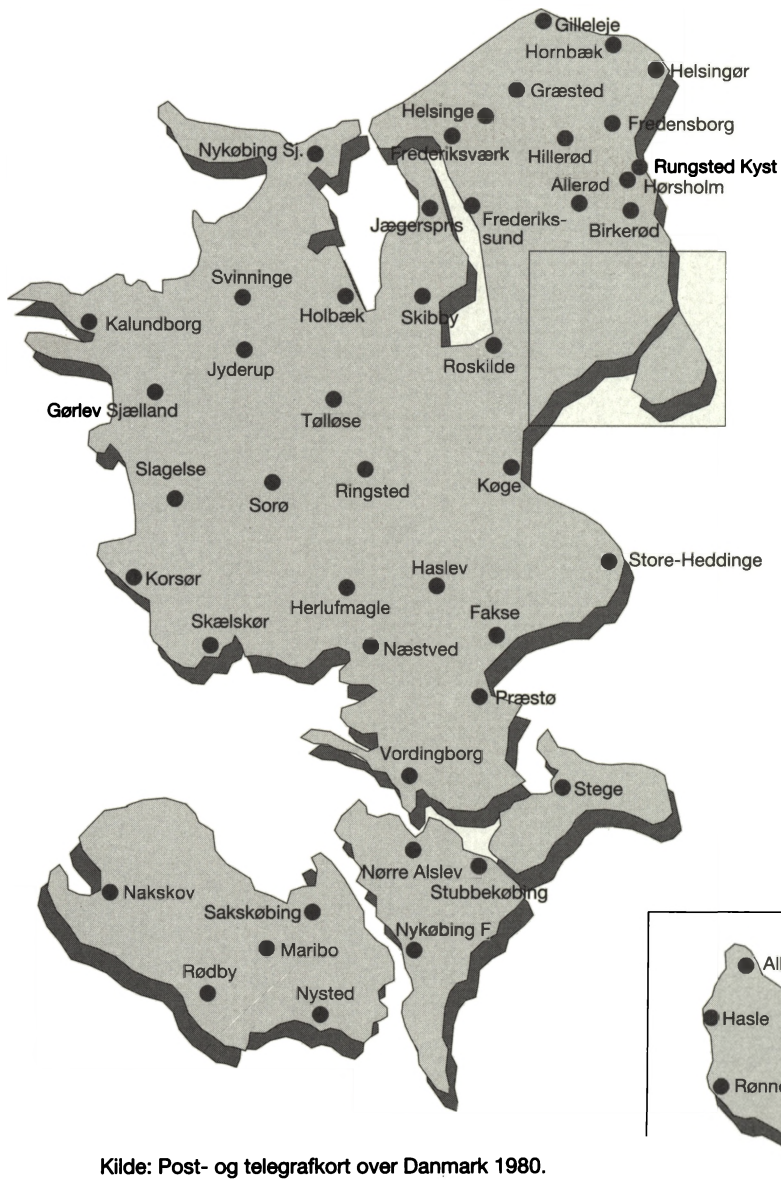 Gilleleje
Hornbæk
Helsingør
Græsted
Helsinge
Fredensborg
Frederiksværk
Hillerød
Nykøbing Sj.
Rungsted Kyst
Allerød
Hørsholm
Jægerspris
Frederiks-
sund
Birkerød
Svinninge
Holbæk
Skibby
Kalundborg
Jyderup
Roskilde
Gørlev Sjælland
Tølløse
Slagelse
Sorø
Ringsted
Køge
Korsør
Haslev
Store-Heddinge
Herlufmagle
Skælskør
Fakse
Næstved
Præstø
Vordingborg
Stege
Nørre Alslev
Nakskov
Stubbekøbing
Sakskøbing
Nykøbing F
Maribo
Rødby
Nysted
Hasle
Rønne
Kilde: Post- og telegrafkort over Danmark 1980.